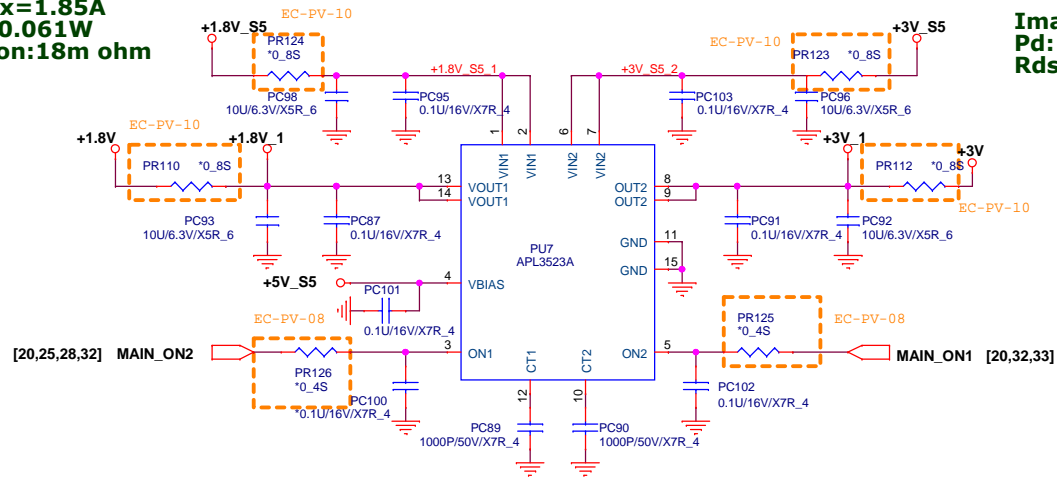 x=1.85A
0.061W
on:18m ohm
Ima
Pd:
Rds
EC-PV-10
+1.8V_S5
PR124
*0_8S
+1.8V_S5_1
PC98
10U/6.3V/X5R_6
PC95
0.1U/16V/X7R_4
EC-PV-10
+3V_S5
PR123
*0_8S
+3V_S5_2
PC103
0.1U/16V/X7R_4
PC96
10U/6.3V/X5R_6
1
2
6
7
VIN1
VIN1
VIN2
VIN2
EC-PV-10
+1.8V
+1.8V_1
PR110
*0_8S
PC93
10U/6.3V/X5R_6
PC87
0.1U/16V/X7R_4
13
14
VOUT1
VOUT1
OUT2
OUT2
8
9
+3V_1
+3V
PR112
*0_8S
EC-PV-10
PC91
0.1U/16V/X7R_4
PC92
10U/6.3V/X5R_6
GND
11
GND
15
PU7
APL3523A
+5V_S5
4
VBIAS
PC101
0.1U/16V/X7R_4
EC-PV-08
[20,25,28,32] MAIN_ON2
PR126
*0_4S
3
ON1
PC100
*0.1U/16V/X7R_4
CT1
CT2
12
10
ON2
5
PR125
*0_4S
EC-PV-08
MAIN_ON1 [20,32,33]
PC102
0.1U/16V/X7R_4
PC89
1000P/50V/X7R_4
PC90
1000P/50V/X7R_4